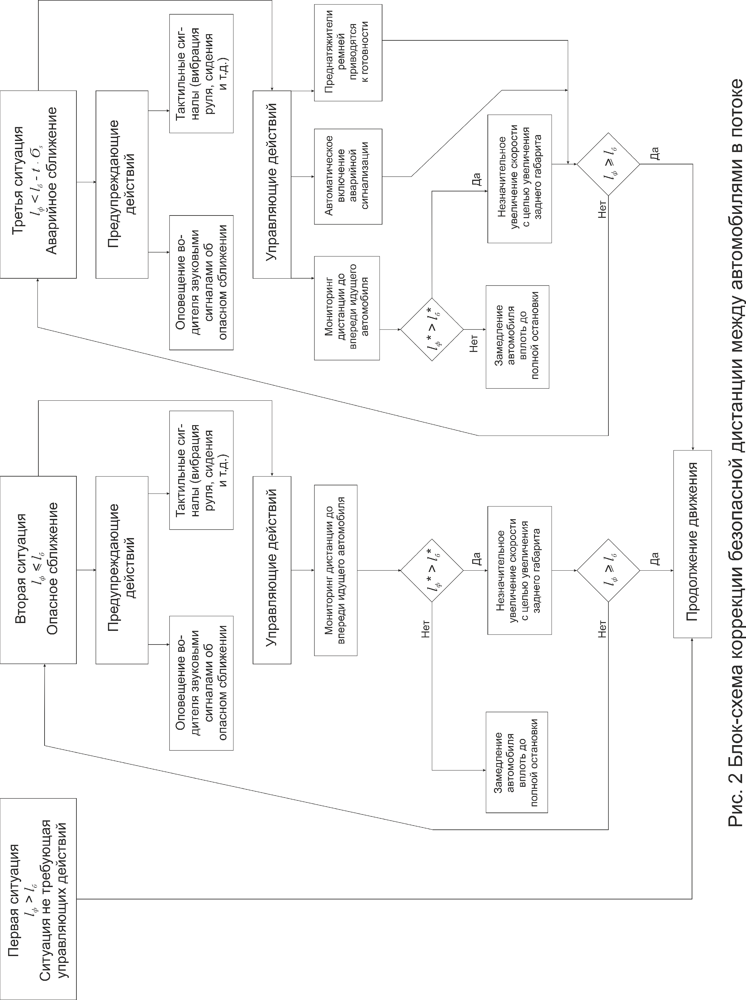 Первая ситуация
lф > lб
Ситуация не требующая
управляющих действий
Вторая ситуация
lф ⩽ lб
Опасное сближение
Предупреждающие
действий
Оповещение во-
дителя звуковыми
сигналами об
опасном сближении
Тактильные сиг-
налы (вибрация
руля, сидения
и т.д.)
Управляющие действий
Мониторинг дистанции до
впереди идущего автомобиля
lф* > lб*
Нет
Да
Замедление
автомобиля
вплоть до
полной остановки
Незначительное
увеличение скорости
с целью увеличения
заднего габарита
lф ⩾ lб
Нет
Да
Третья ситуация
lф < lб - t · σs
Аварийное сближение
Предупреждающие
действий
Оповещение во-
дителя звуковыми
сигналами об
опасном сближении
Тактильные сиг-
налы (вибрация
руля, сидения
и т.д.)
Управляющие действий
Мониторинг
дистанции до
впереди идущего
автомобиля
Автоматическое
включение
аварийной
сигнализации
Преднатяжители
ремней
приводятся
к готовности
lф* > lб*
Нет
Да
Замедление
автомобиля
вплоть до
полной остановки
Незначительное
увеличение скорости
с целью увеличения
заднего габарита
lф ⩾ lб
Нет
Да
Продолжение движения
Рис. 2 Блок-схема коррекции безопасной дистанции между автомобилями в потоке